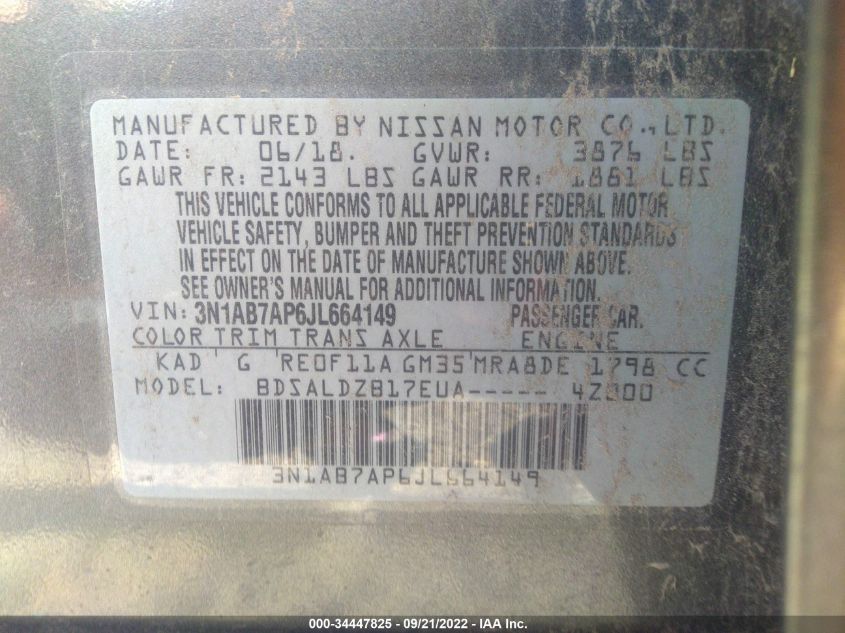 MANUFACTURED BY NISSAN MOTOR CO., LTD.
DATE: 06/18. GVWR: 3876 LBS
GAWR FR: 2143 LBS GAWR RR: 1861 LBS
THIS VEHICLE CONFORMS TO ALL APPLICABLE FEDERAL MOTOR
VEHICLE SAFETY, BUMPER AND THEFT PREVENTION STANDARDS
IN EFFECT ON THE DATE OF MANUFACTURE SHOWN ABOVE.
SEE OWNER'S MANUAL FOR ADDITIONAL INFORMATION.
VIN: 3N1AB7AP6JL664149 PASSENGER CAR.
COLOR TRIM TRANS AXLE ENGINE
KAD G RE0F11A GM35 MRA8DE 1798 CC
MODEL: BDSALDZB17EUA----- 4Z000
3N1AB7AP6JL664149
000-34447825 - 09/21/2022 - IAA Inc.